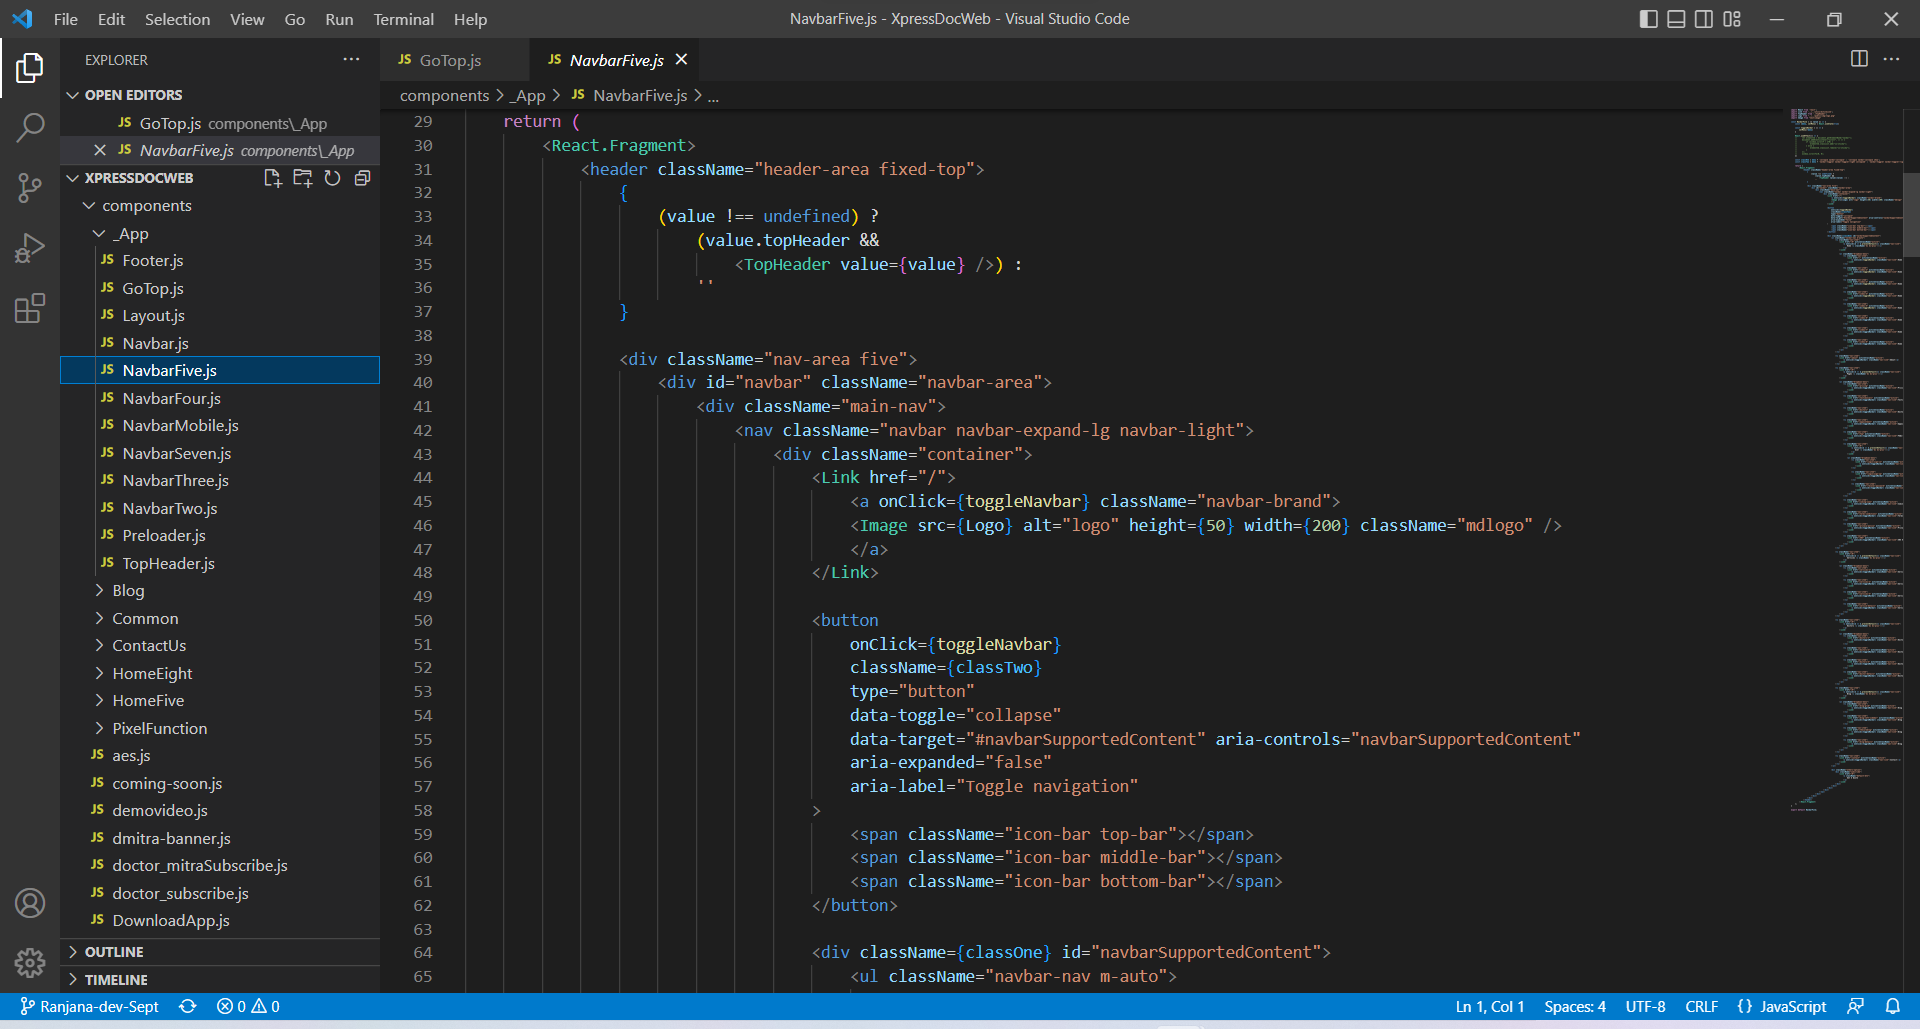 File Edit Selection View Go Run Terminal Help
NavbarFive.js - XpressDocWeb - Visual Studio Code
EXPLORER
OPEN EDITORS
JS GoTop.js components\_App
JS NavbarFive.js components\_App
XPRESSDOCWEB
components
_App
JS Footer.js
JS GoTop.js
JS Layout.js
JS Navbar.js
JS NavbarFive.js
JS NavbarFour.js
JS NavbarMobile.js
JS NavbarSeven.js
JS NavbarThree.js
JS NavbarTwo.js
JS Preloader.js
JS TopHeader.js
Blog
Common
ContactUs
HomeEight
HomeFive
PixelFunction
JS aes.js
JS coming-soon.js
JS demovideo.js
JS dmitra-banner.js
JS doctor_mitraSubscribe.js
JS doctor_subscribe.js
JS DownloadApp.js
OUTLINE
TIMELINE
JS GoTop.js
JS NavbarFive.js
components > _App > JS NavbarFive.js > ...
29 return (
30 <React.Fragment>
31 <header className="header-area fixed-top">
32 {
33 (value !== undefined) ?
34 (value.topHeader &&
35 <TopHeader value={value} />) :
36 ''
37 }
38
39 <div className="nav-area five">
40 <div id="navbar" className="navbar-area">
41 <div className="main-nav">
42 <nav className="navbar navbar-expand-lg navbar-light">
43 <div className="container">
44 <Link href="/">
45 <a onClick={toggleNavbar} className="navbar-brand">
46 <Image src={Logo} alt="logo" height={50} width={200} className="mdlogo" />
47 </a>
48 </Link>
49
50 <button
51 onClick={toggleNavbar}
52 className={classTwo}
53 type="button"
54 data-toggle="collapse"
55 data-target="#navbarSupportedContent" aria-controls="navbarSupportedContent"
56 aria-expanded="false"
57 aria-label="Toggle navigation"
58 >
59 <span className="icon-bar top-bar"></span>
60 <span className="icon-bar middle-bar"></span>
61 <span className="icon-bar bottom-bar"></span>
62 </button>
63
64 <div className={classOne} id="navbarSupportedContent">
65 <ul className="navbar-nav m-auto">
Ranjana-dev-Sept 0 0
Ln 1, Col 1 Spaces: 4 UTF-8 CRLF {} JavaScript